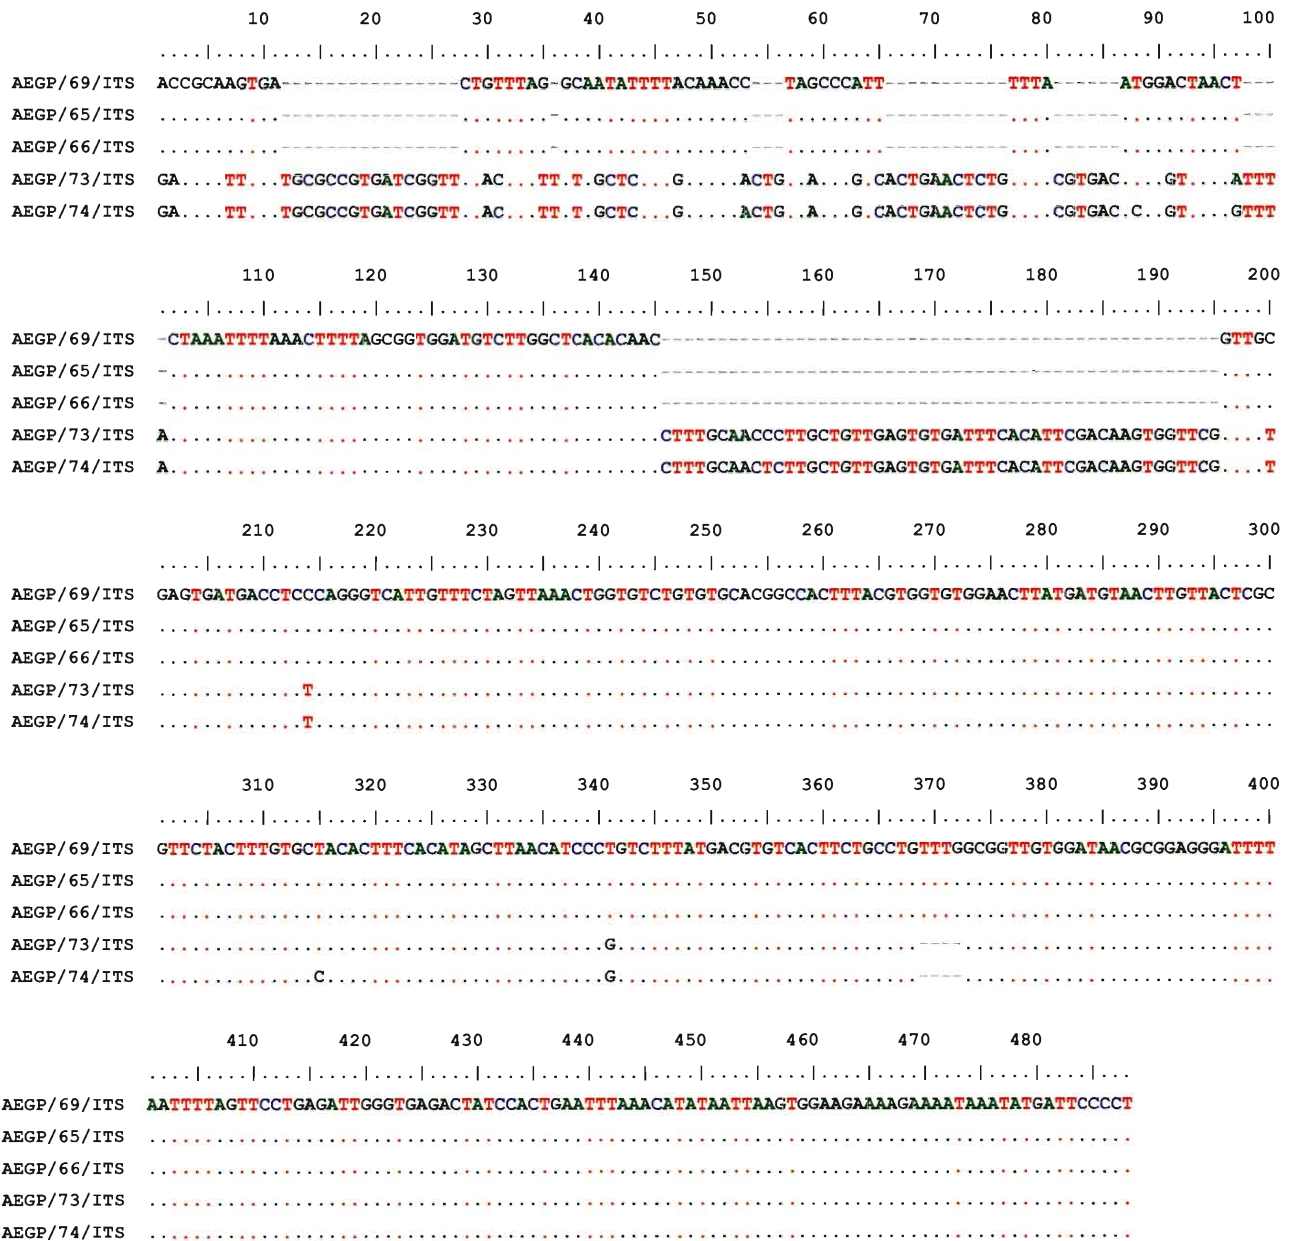 10 20 30 40 50 60 70 80 90 100
....|....|....|....|....|....|....|....|....|....|....|....|....|....|....|....|....|....|....|....|
AEGP/69/ITS ACCGCAAGTGA----------------CTGTTTAG-GCAATATTTTACAAACC---TAGCCCATT-----------TTTA------ATGGACTAACT---
AEGP/65/ITS ...........----------------........-.................---.........-----------....------...........---
AEGP/66/ITS ...........----------------........-.................---.........-----------....------...........---
AEGP/73/ITS GA....TT...TGCGCCGTGATCGGTT..AC...TT.T.GCTC...G.....ACTG..A...G.CACTGAACTCTG....CGTGAC....GT....ATTT
AEGP/74/ITS GA....TT...TGCGCCGTGATCGGTT..AC...TT.T.GCTC...G.....ACTG..A...G.CACTGAACTCTG....CGTGAC.C..GT....GTTT
110 120 130 140 150 160 170 180 190 200
....|....|....|....|....|....|....|....|....|....|....|....|....|....|....|....|....|....|....|....|
AEGP/69/ITS -CTAAATTTTAAACTTTTAGCGGTGGATGTCTTGGCTCACACAAC--------------------------------------------------GTTGC
AEGP/65/ITS -............................................--------------------------------------------------.....
AEGP/66/ITS -............................................--------------------------------------------------.....
AEGP/73/ITS A............................................CTTTGCAACCCTTGCTGTTGAGTGTGATTTCACATTCGACAAGTGGTTCG....T
AEGP/74/ITS A............................................CTTTGCAACTCTTGCTGTTGAGTGTGATTTCACATTCGACAAGTGGTTCG....T
210 220 230 240 250 260 270 280 290 300
....|....|....|....|....|....|....|....|....|....|....|....|....|....|....|....|....|....|....|....|
AEGP/69/ITS GAGTGATGACCTCCCAGGGTCATTGTTTCTAGTTAAACTGGTGTCTGTGTGCACGGCCACTTTACGTGGTGTGGAACTTATGATGTAACTTGTTACTCGC
AEGP/65/ITS ....................................................................................................
AEGP/66/ITS ....................................................................................................
AEGP/73/ITS .............T......................................................................................
AEGP/74/ITS .............T......................................................................................
310 320 330 340 350 360 370 380 390 400
....|....|....|....|....|....|....|....|....|....|....|....|....|....|....|....|....|....|....|....|
AEGP/69/ITS GTTCTACTTTGTGCTACACTTTCACATAGCTTAACATCCCTGTCTTTATGACGTGTCACTTCTGCCTGTTTGGCGGTTGTGGATAACGCGGAGGGATTTT
AEGP/65/ITS ....................................................................................................
AEGP/66/ITS ....................................................................................................
AEGP/73/ITS ........................................G...........................----............................
AEGP/74/ITS ..............C.........................G...........................----............................
410 420 430 440 450 460 470 480
....|....|....|....|....|....|....|....|....|....|....|....|....|....|....|....|....|...
AEGP/69/ITS AATTTTAGTTCCTGAGATTGGGTGAGACTATCCACTGAATTTAAACATATAATTAAGTGGAAGAAAAGAAAATAAATATGATTCCCCT
AEGP/65/ITS ........................................................................................
AEGP/66/ITS ........................................................................................
AEGP/73/ITS ........................................................................................
AEGP/74/ITS ........................................................................................